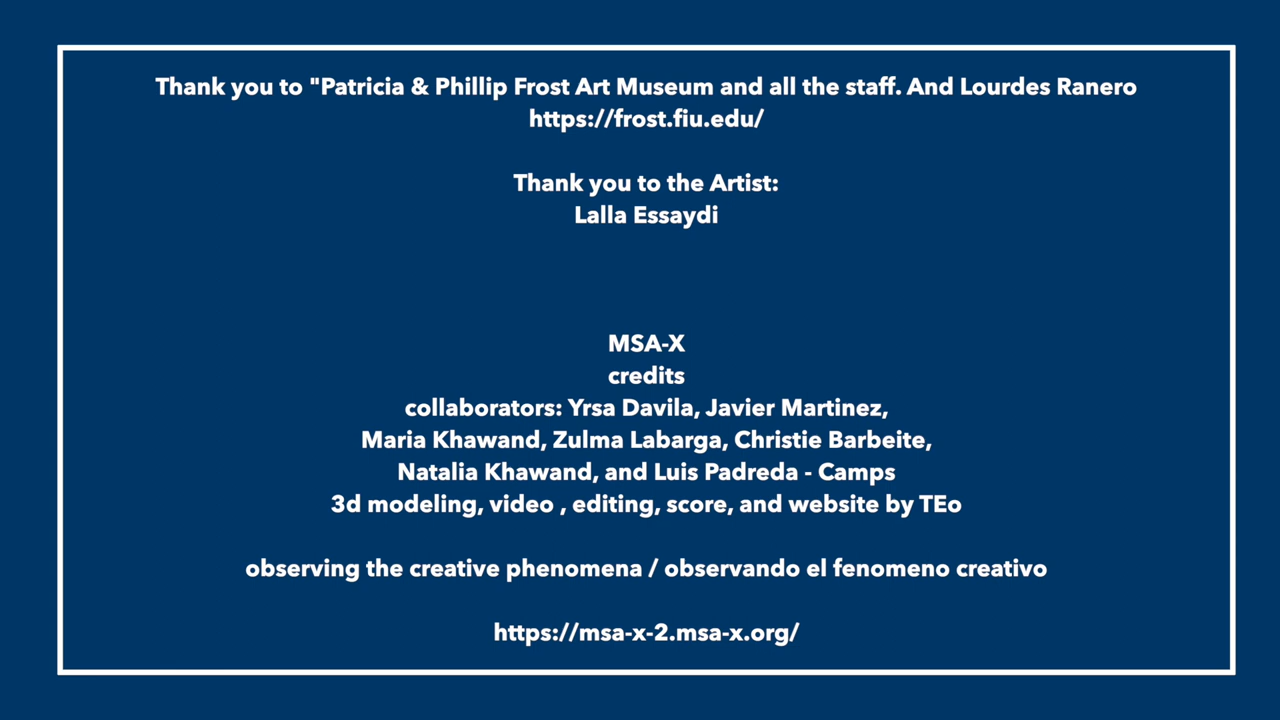 Thank you to "Patricia & Phillip Frost Art Museum and all the staff. And Lourdes Ranero
https://frost.fiu.edu/
Thank you to the Artist:
Lalla Essaydi
MSA-X
credits
collaborators: Yrsa Davila, Javier Martinez,
Maria Khawand, Zulma Labarga, Christie Barbeite,
Natalia Khawand, and Luis Padreda - Camps
3d modeling, video , editing, score, and website by TEo
observing the creative phenomena / observando el fenomeno creativo
https://msa-x-2.msa-x.org/